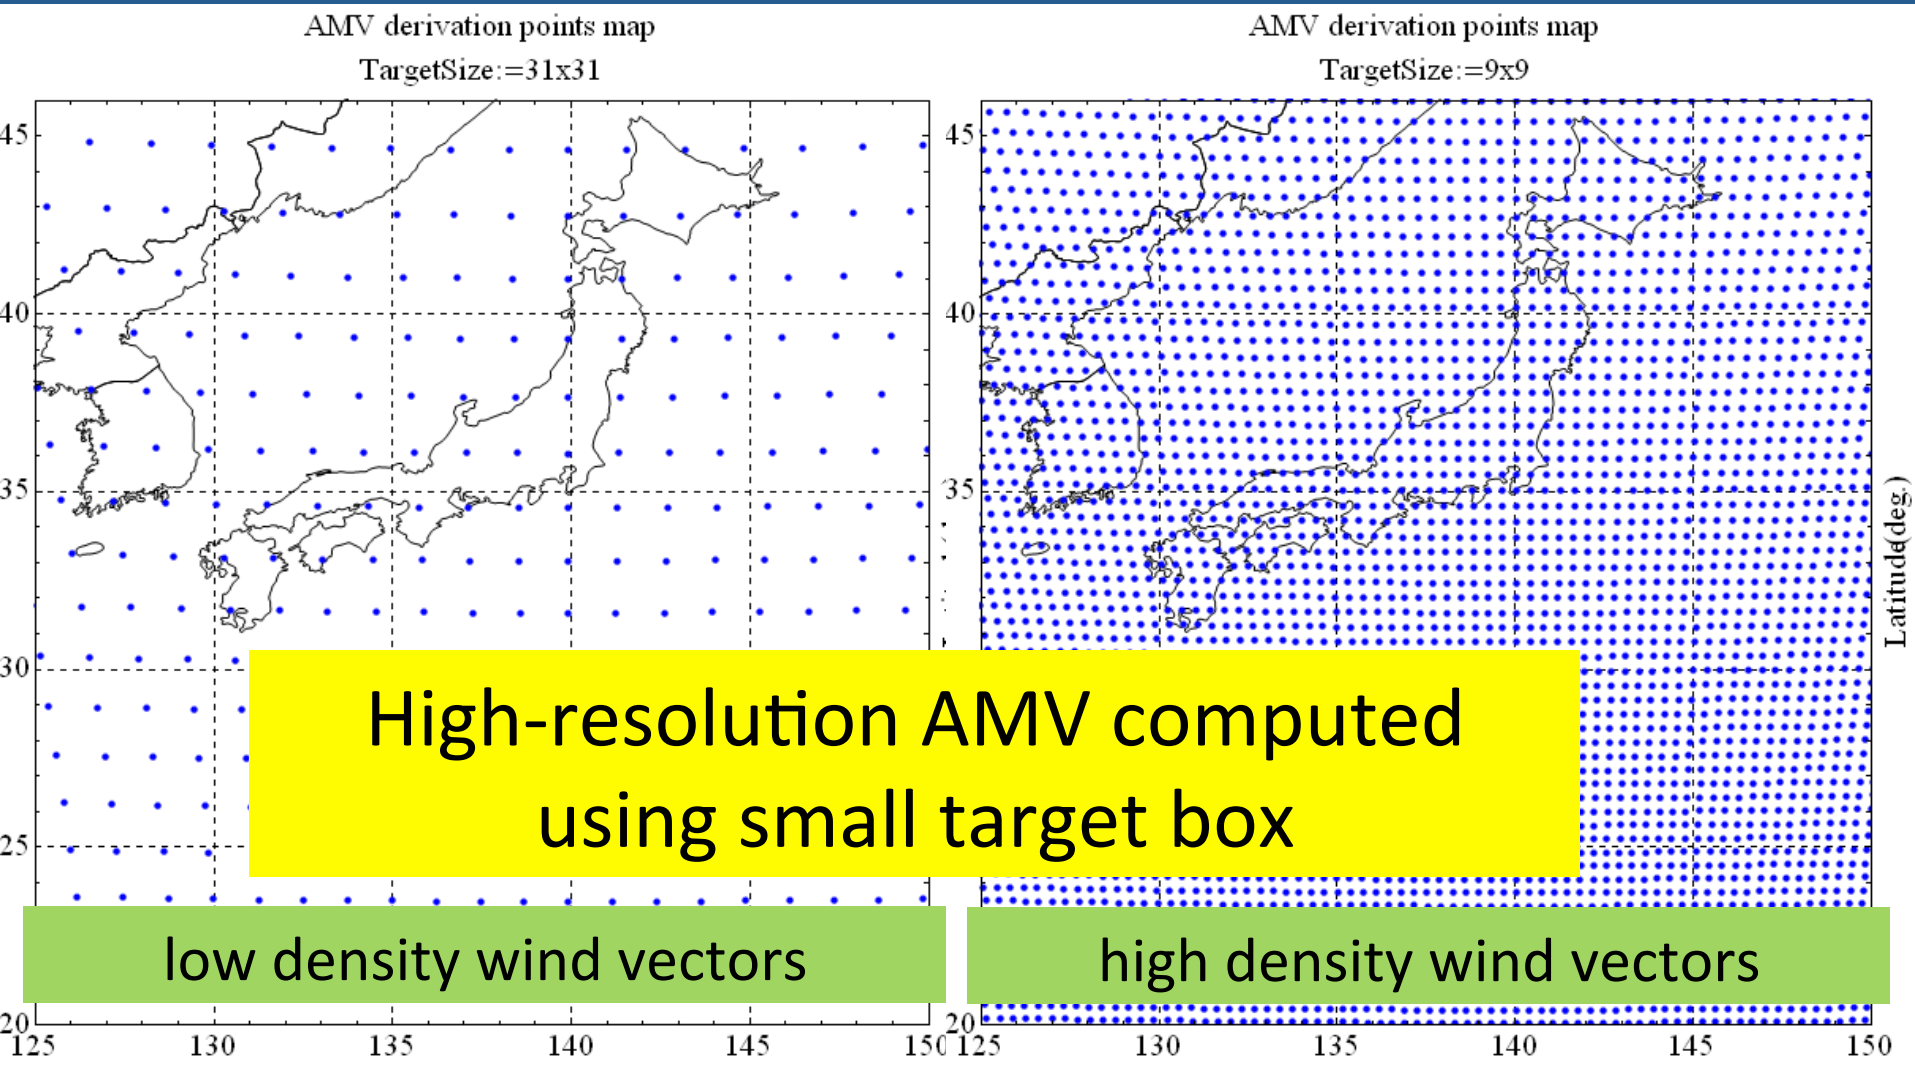 AMV derivation points map
TargetSize:=31x31
45
40
35
30
25
20
125 130 135 140 145 150
AMV derivation points map
TargetSize:=9x9
45
40
35
20
125 130 135 140 145 150
Latitude(deg.)
High-resolution AMV computed
using small target box
low density wind vectors
high density wind vectors